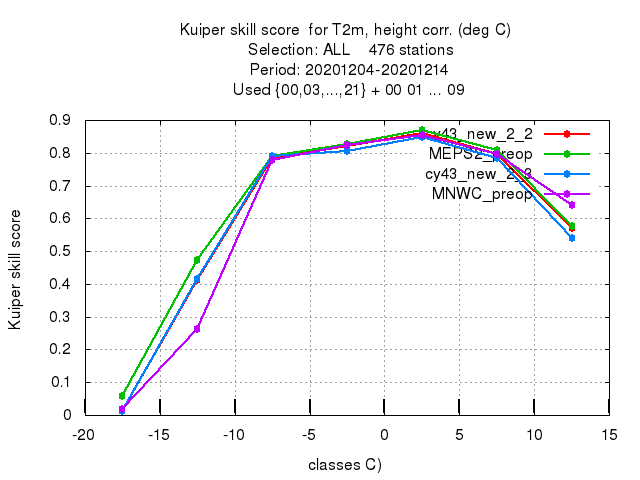 Kuiper skill score  for T2m, height corr. (deg C)
Selection: ALL    476 stations
Period: 20201204-20201214
Used {00,03,...,21} + 00 01 ... 09
cy43_new_2_2
MEPS2_preop
cy43_new_2_3
MNWC_preop
Kuiper skill score
0.9
0.8
0.7
0.6
0.5
0.4
0.3
0.2
0.1
0
-20 -15 -10 -5 0 5 10 15
classes C)